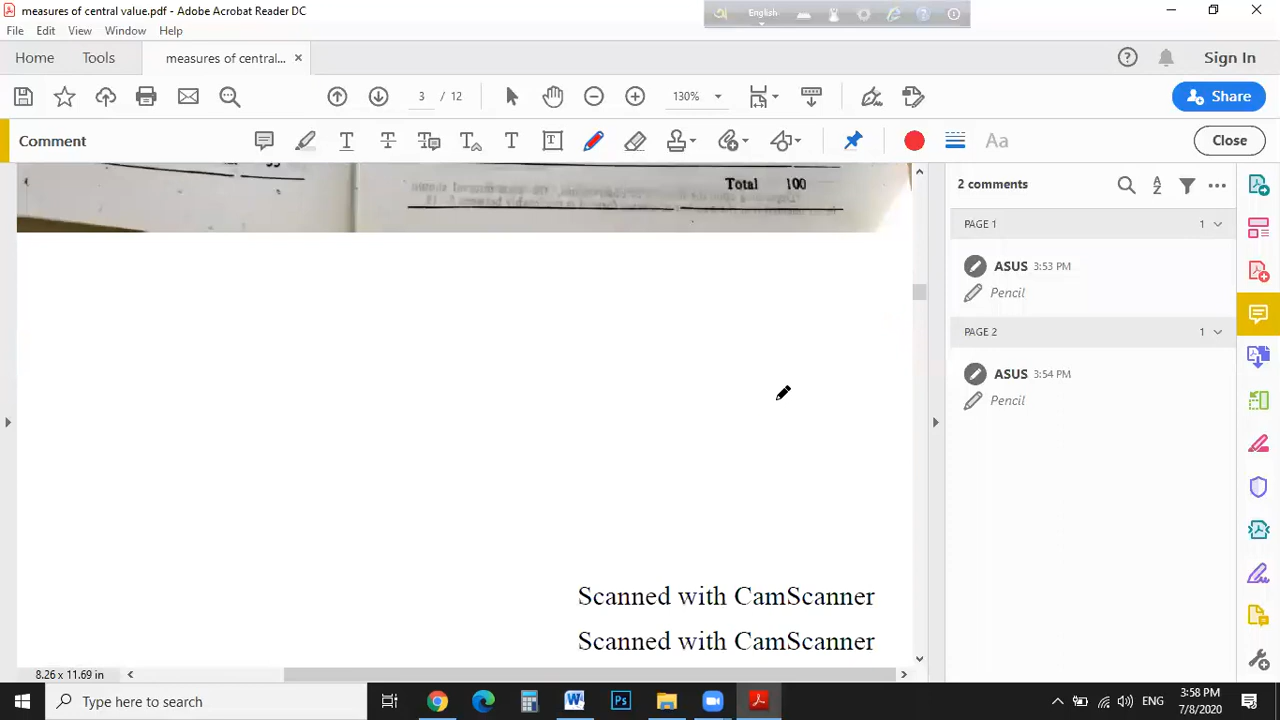 measures of central value.pdf - Adobe Acrobat Reader DC
English
File Edit View Window Help
Home Tools measures of central... × Sign In
3 / 12 130% Share
Comment Aa Close
Total 100
2 comments
PAGE 1 1
ASUS 3:53 PM
Pencil
PAGE 2 1
ASUS 3:54 PM
Pencil
Scanned with CamScanner
Scanned with CamScanner
8.26 x 11.69 in
Type here to search
ENG
3:58 PM
7/8/2020